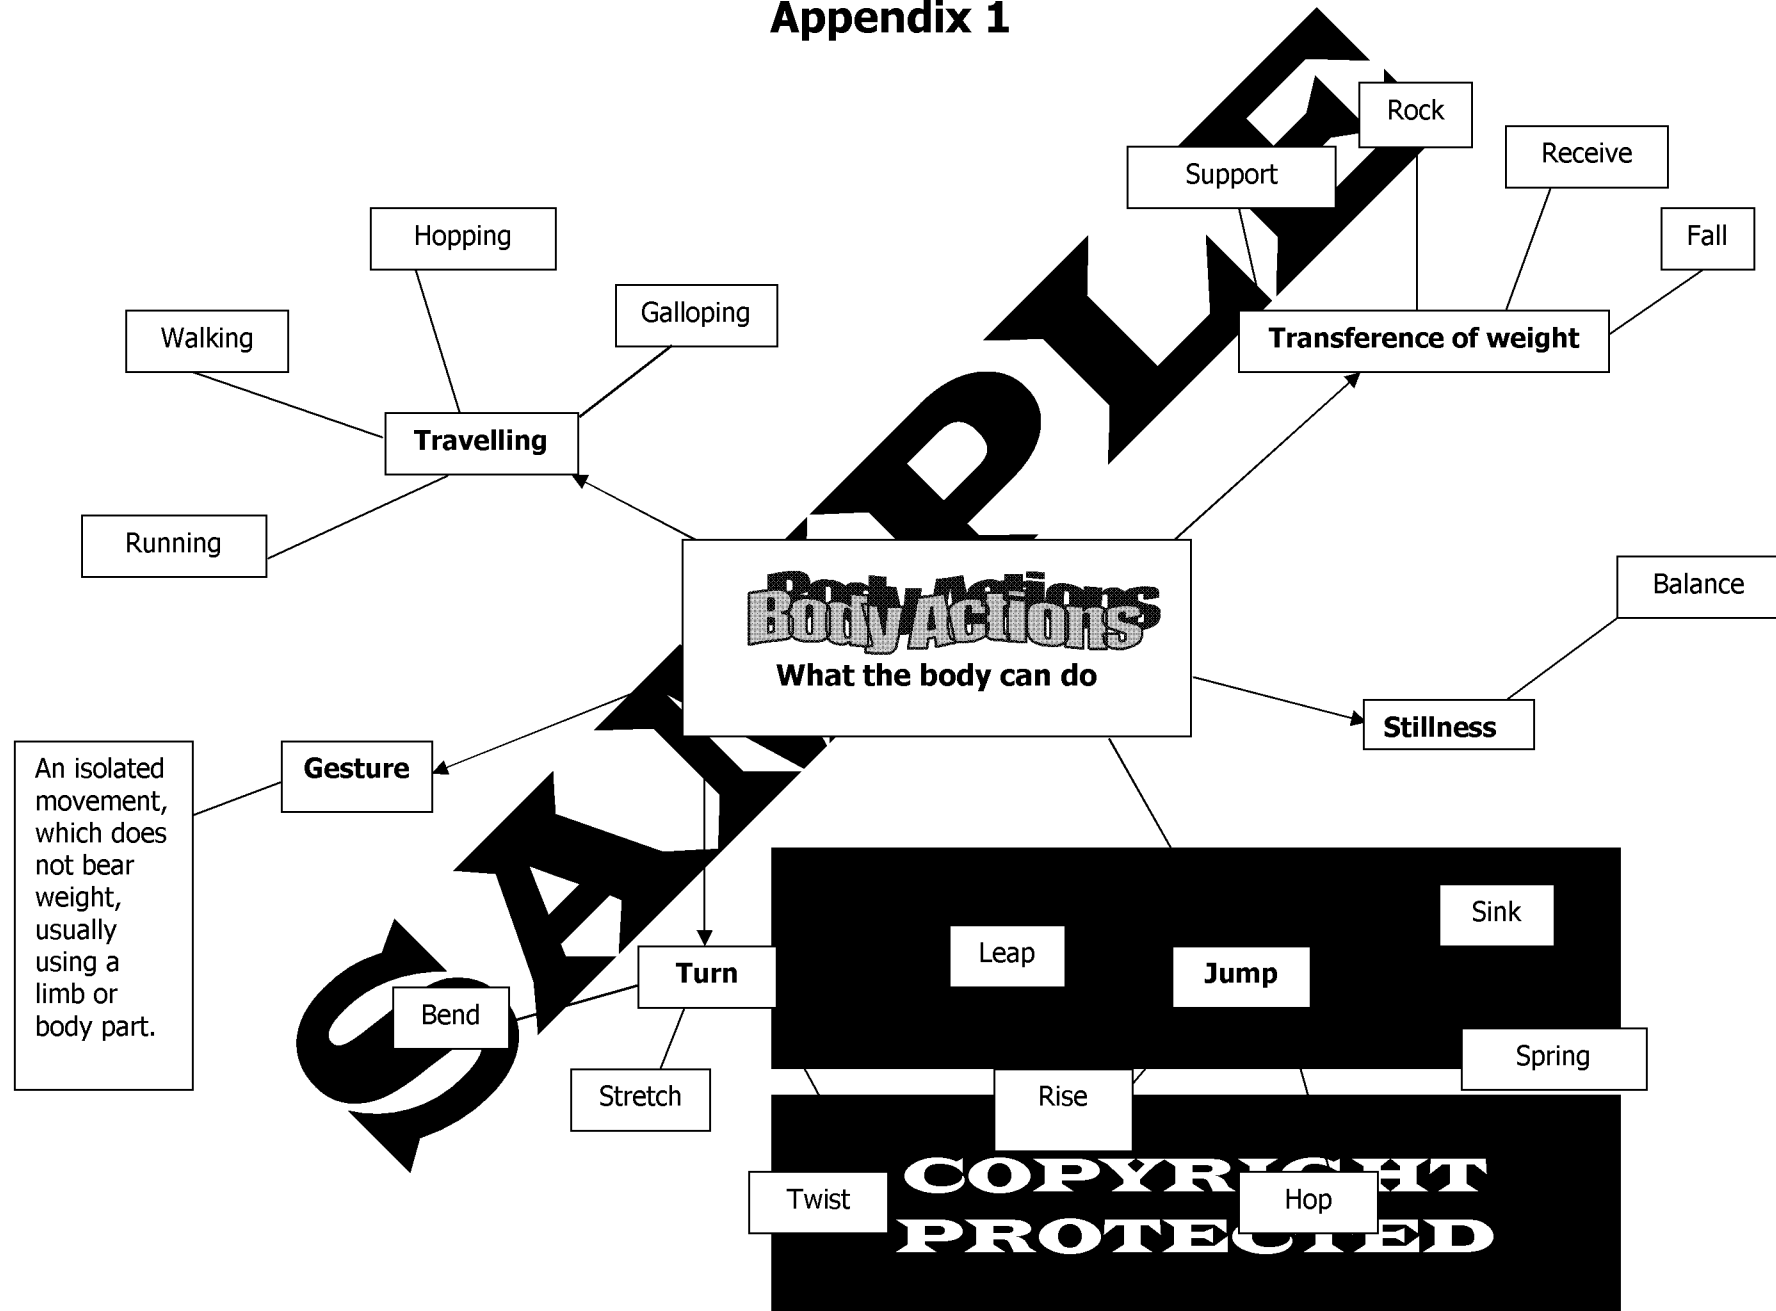 Appendix 1
Rock
Support
Receive
Fall
Hopping
Galloping
Walking
Transference of weight
Travelling
Running
Body Actions
What the body can do
Balance
Stillness
Gesture
An isolated
movement,
which does
not bear
weight,
usually
using a
limb or
body part.
Sink
Leap
Jump
Turn
Bend
Spring
Stretch
Rise
Twist
Hop
SAMPLE
COPYRIGHT
PROTECTED